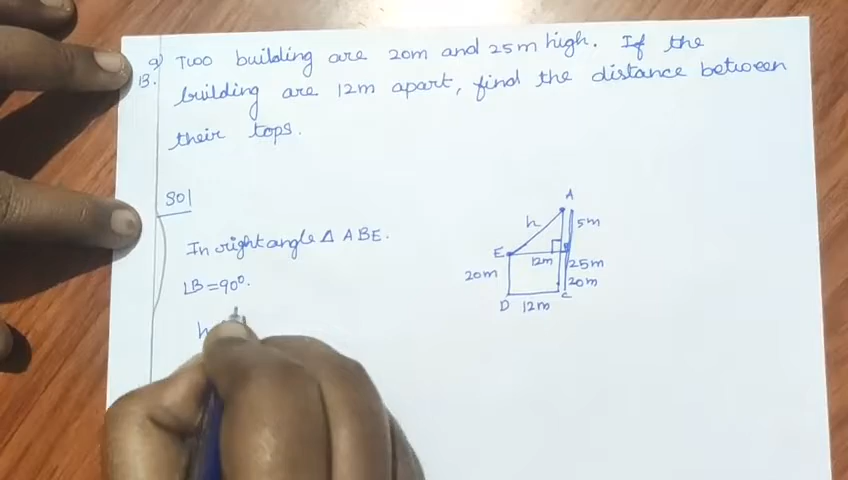 9) Two building are 20m and 25m high. If the
B. building are 12m apart, find the distance between
their tops.
Sol
In right angle Δ ABE.
∠B = 90°.
h
A
h
5m
E
12m
25m
20m
20m
D
12m
C